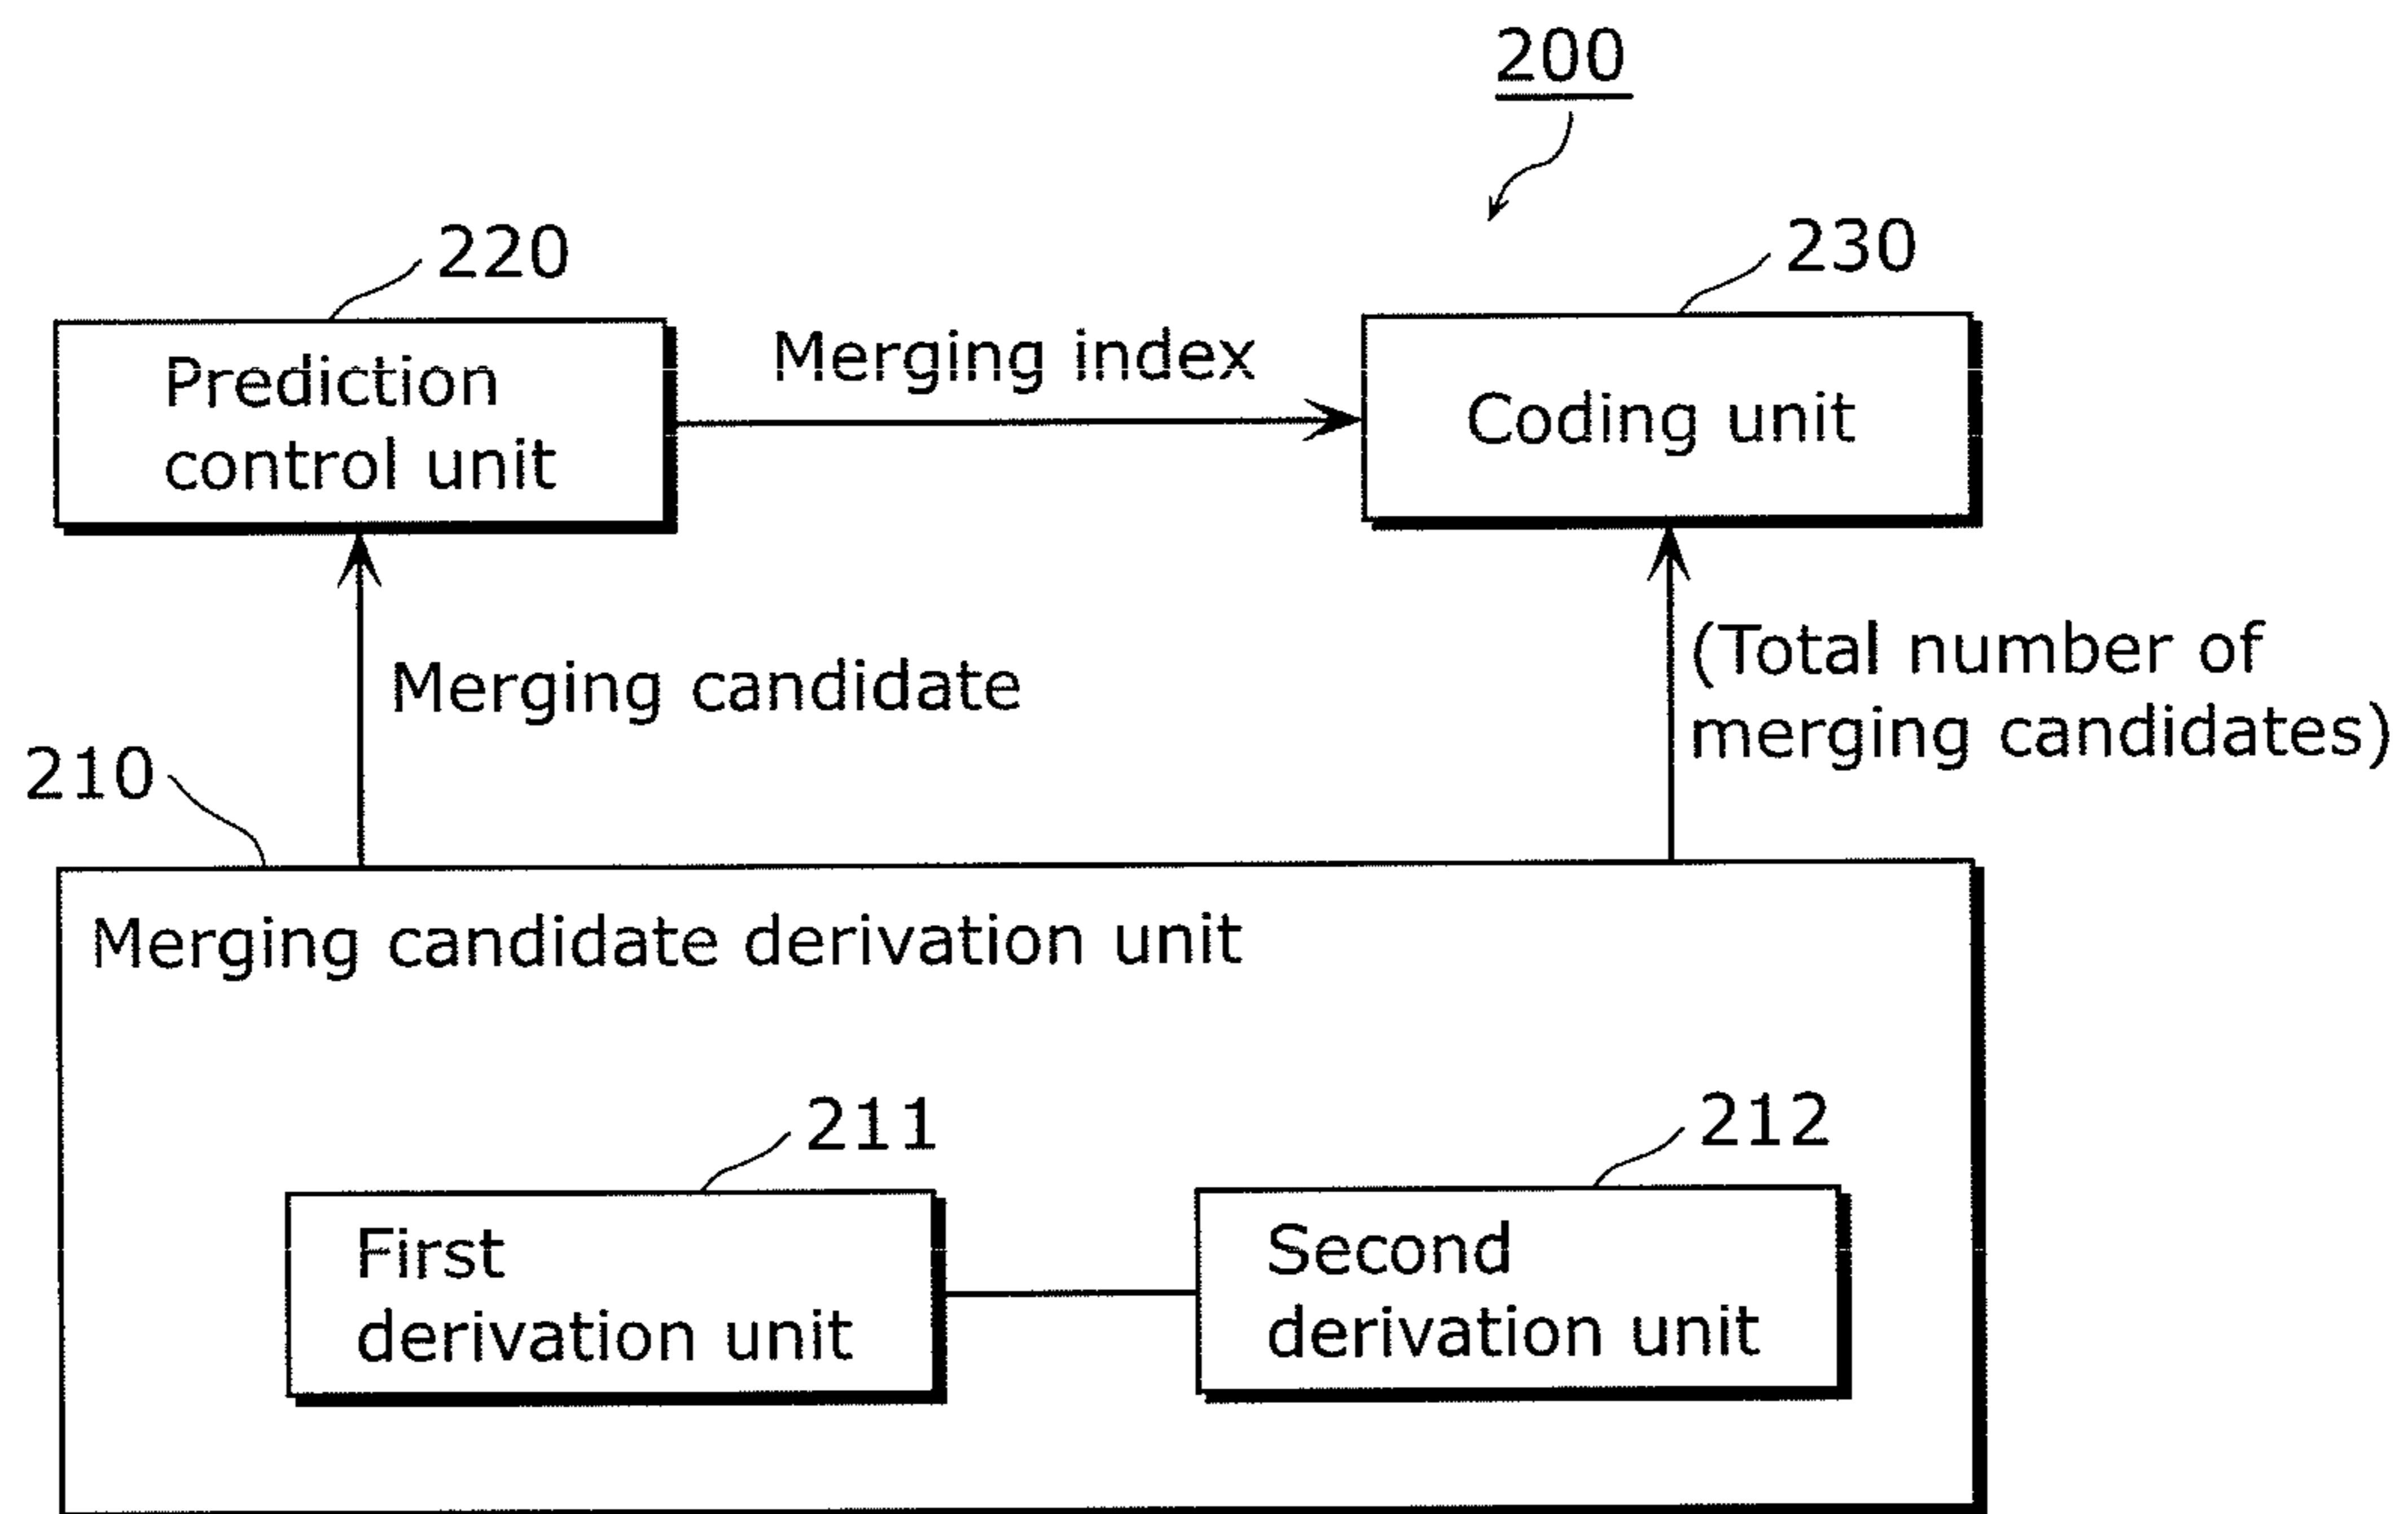 200
220
230
Prediction
control unit
Merging index
Coding unit
Merging candidate
(Total number of
merging candidates)
210
Merging candidate derivation unit
211
212
First
derivation unit
Second
derivation unit